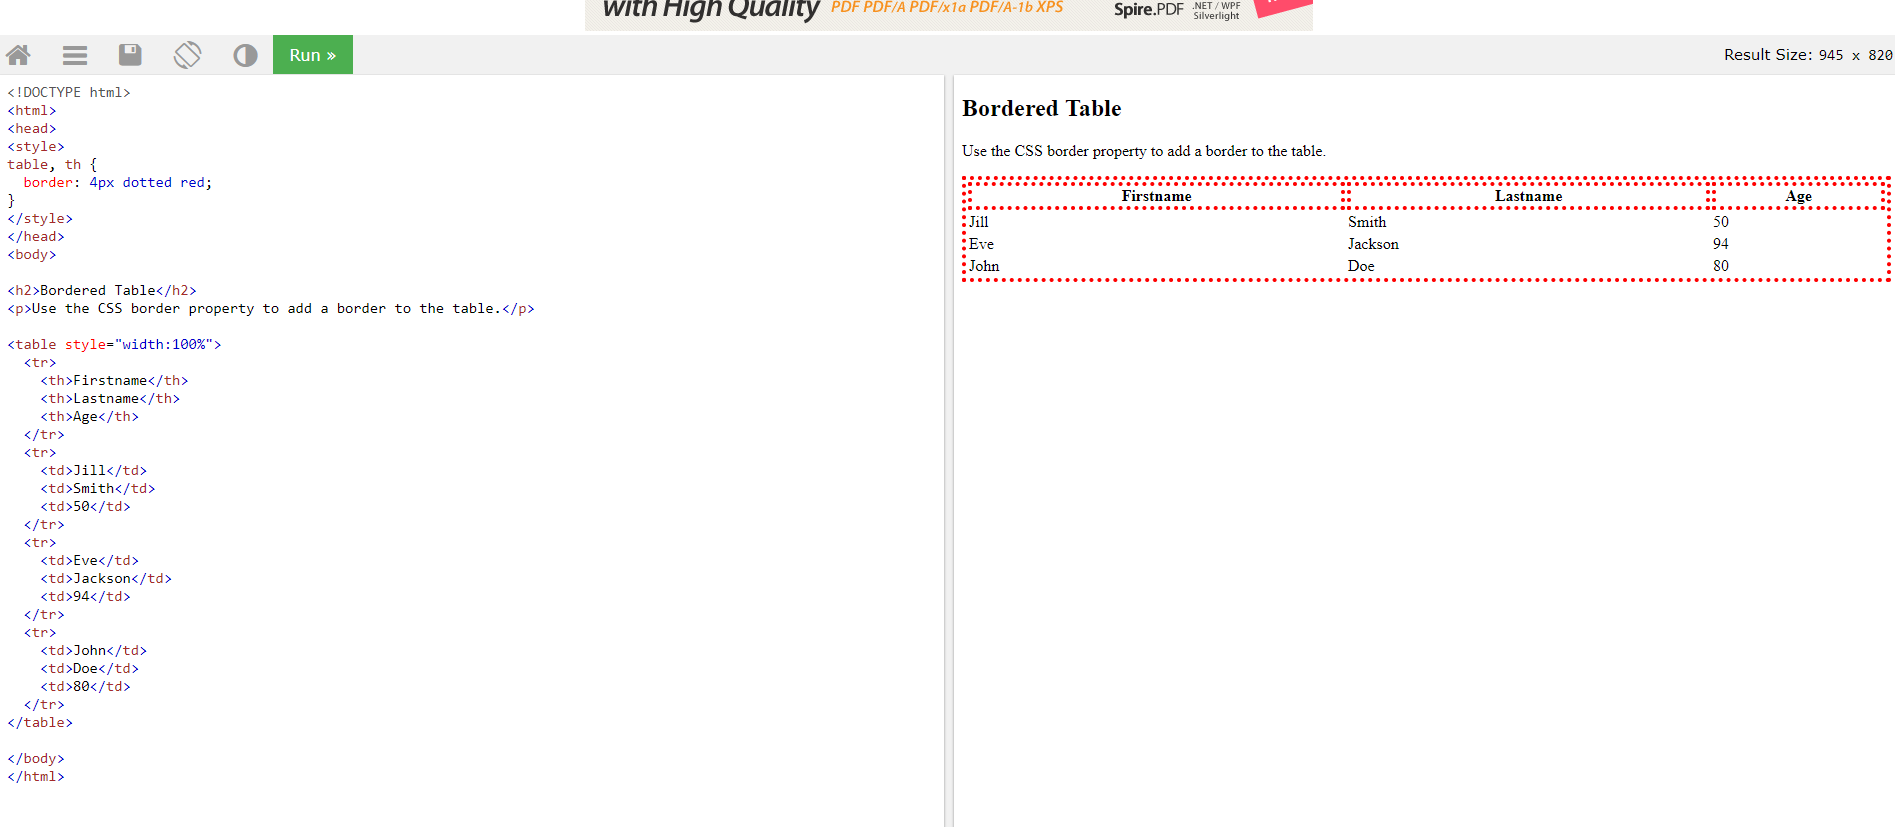 with High Quality PDF PDF/A PDF/x1a PDF/A-1b XPS Spire.PDF .NET / WPF
Silverlight
Run » Result Size: 945 x 820
<!DOCTYPE html>
<html>
<head>
<style>
table, th {
  border: 4px dotted red;
}
</style>
</head>
<body>
<h2>Bordered Table</h2>
<p>Use the CSS border property to add a border to the table.</p>
<table style="width:100%">
  <tr>
    <th>Firstname</th>
    <th>Lastname</th>
    <th>Age</th>
  </tr>
  <tr>
    <td>Jill</td>
    <td>Smith</td>
    <td>50</td>
  </tr>
  <tr>
    <td>Eve</td>
    <td>Jackson</td>
    <td>94</td>
  </tr>
  <tr>
    <td>John</td>
    <td>Doe</td>
    <td>80</td>
  </tr>
</table>
</body>
</html>
Bordered Table
Use the CSS border property to add a border to the table.
Firstname Lastname Age
Jill Smith 50
Eve Jackson 94
John Doe 80